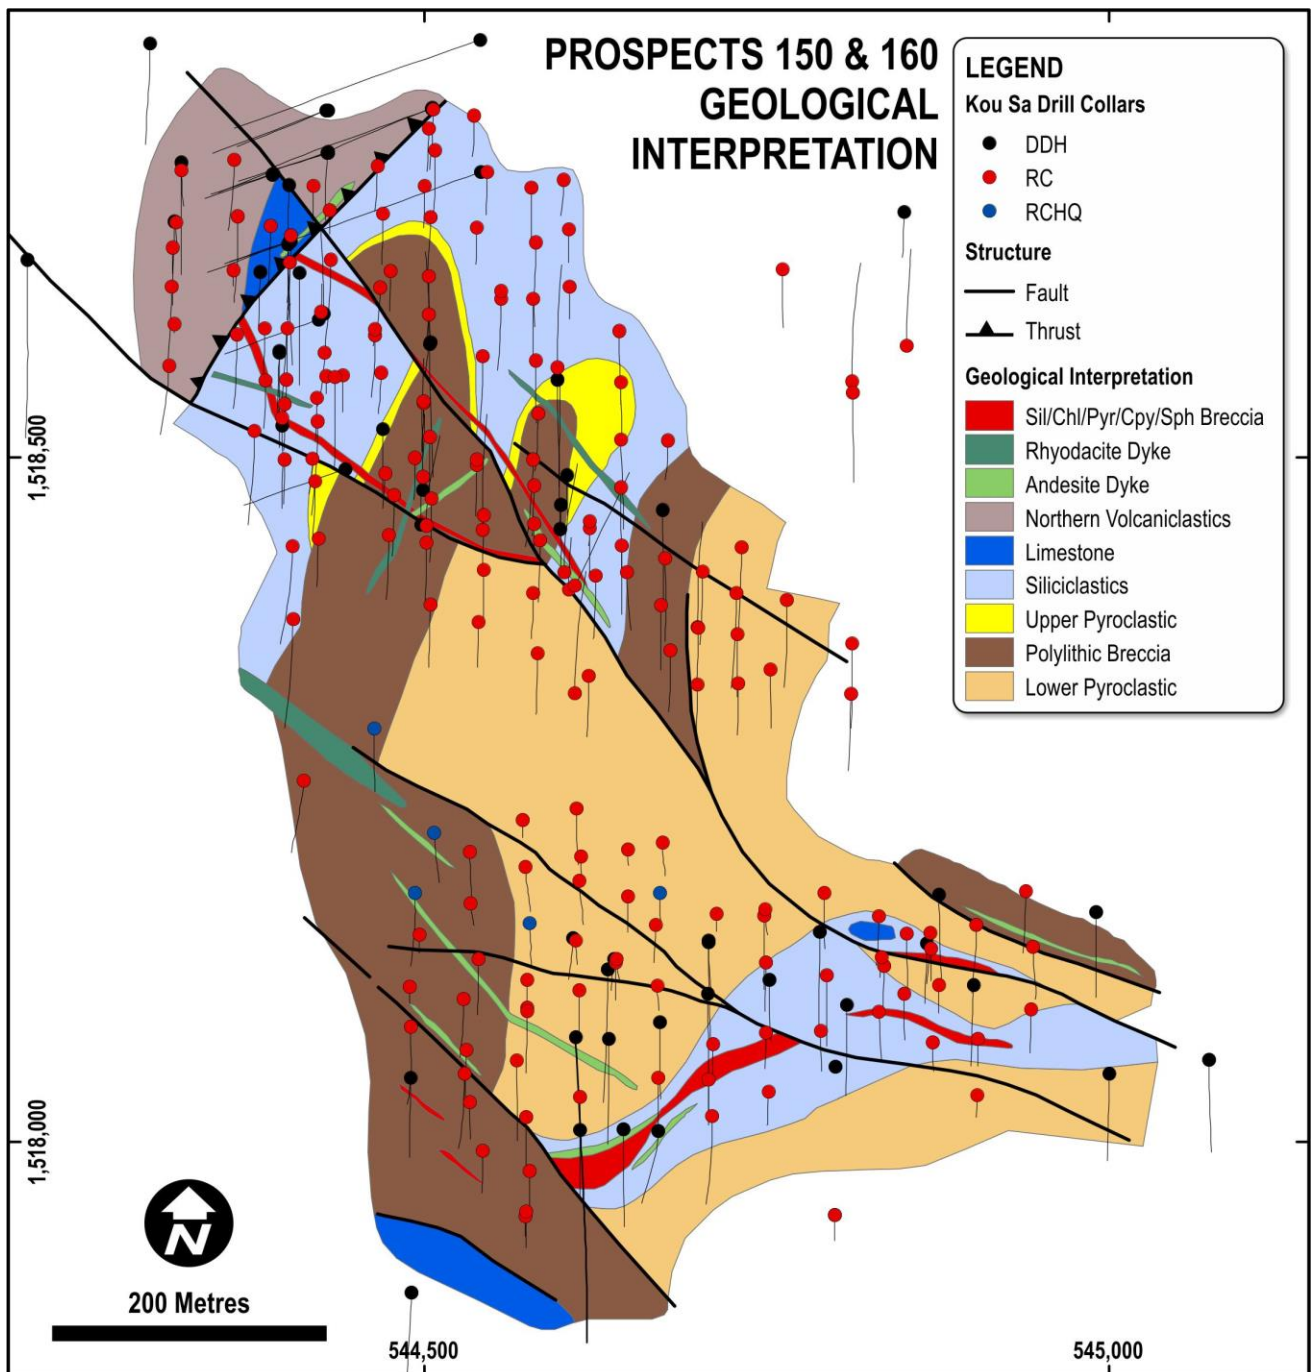 PROSPECTS 150 & 160
GEOLOGICAL
INTERPRETATION
LEGEND
Kou Sa Drill Collars
DDH
RC
RCHQ
Structure
Fault
Thrust
Geological Interpretation
Sil/Chl/Pyr/Cpy/Sph Breccia
Rhyodacite Dyke
Andesite Dyke
Northern Volcaniclastics
Limestone
Siliciclastics
Upper Pyroclastic
Polylithic Breccia
Lower Pyroclastic
1,518,500
1,518,000
N
200 Metres
544,500
545,000